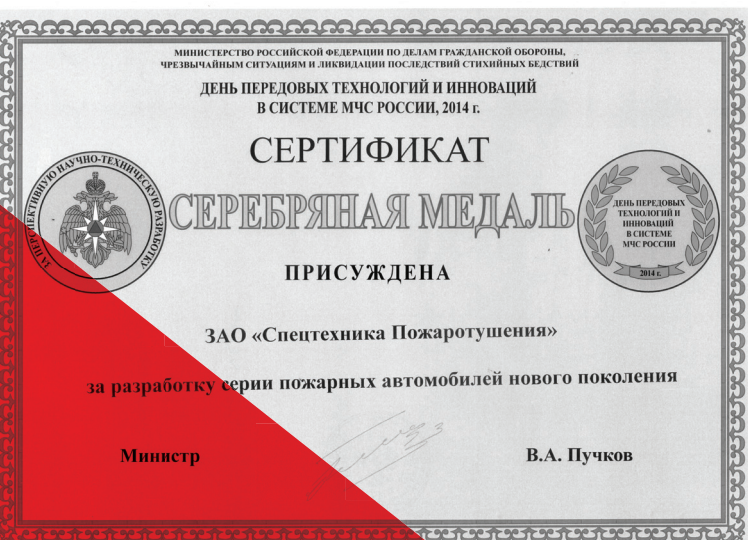 МИНИСТЕРСТВО РОССИЙСКОЙ ФЕДЕРАЦИИ ПО ДЕЛАМ ГРАЖДАНСКОЙ ОБОРОНЫ,
ЧРЕЗВЫЧАЙНЫМ СИТУАЦИЯМ И ЛИКВИДАЦИИ ПОСЛЕДСТВИЙ СТИХИЙНЫХ БЕДСТВИЙ
ДЕНЬ ПЕРЕДОВЫХ ТЕХНОЛОГИЙ И ИННОВАЦИЙ
В СИСТЕМЕ МЧС РОССИИ, 2014 г.
СЕРТИФИКАТ
ЗА ПЕРСПЕКТИВНУЮ НАУЧНО-ТЕХНИЧЕСКУЮ РАЗРАБОТКУ
СЕРЕБРЯНАЯ МЕДАЛЬ
ДЕНЬ ПЕРЕДОВЫХ
ТЕХНОЛОГИЙ И
ИННОВАЦИЙ
В СИСТЕМЕ
МЧС РОССИИ
2014 г.
ПРИСУЖДЕНА
ЗАО «Спецтехника Пожаротушения»
за разработку серии пожарных автомобилей нового поколения
Министр
В.А. Пучков